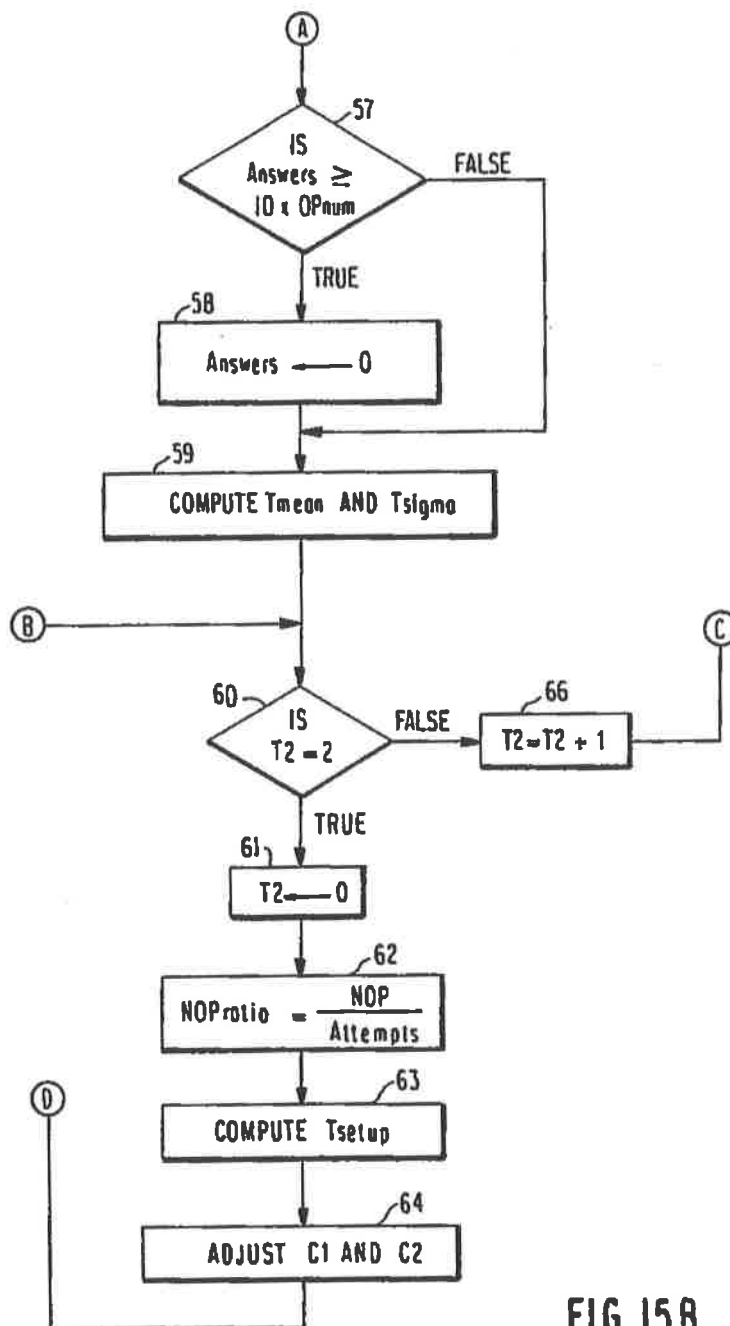 A
57
IS
Answers ≥
10 x OPnum
FALSE
TRUE
58
Answers ← 0
59
COMPUTE Tmean AND Tsigma
B
C
60
IS
T2 = 2
FALSE
66
T2=T2 + 1
TRUE
61
T2 ← 0
62
NOPratio = NOP
Attempts
D
63
COMPUTE Tsetup
64
ADJUST C1 AND C2
FIG 15B